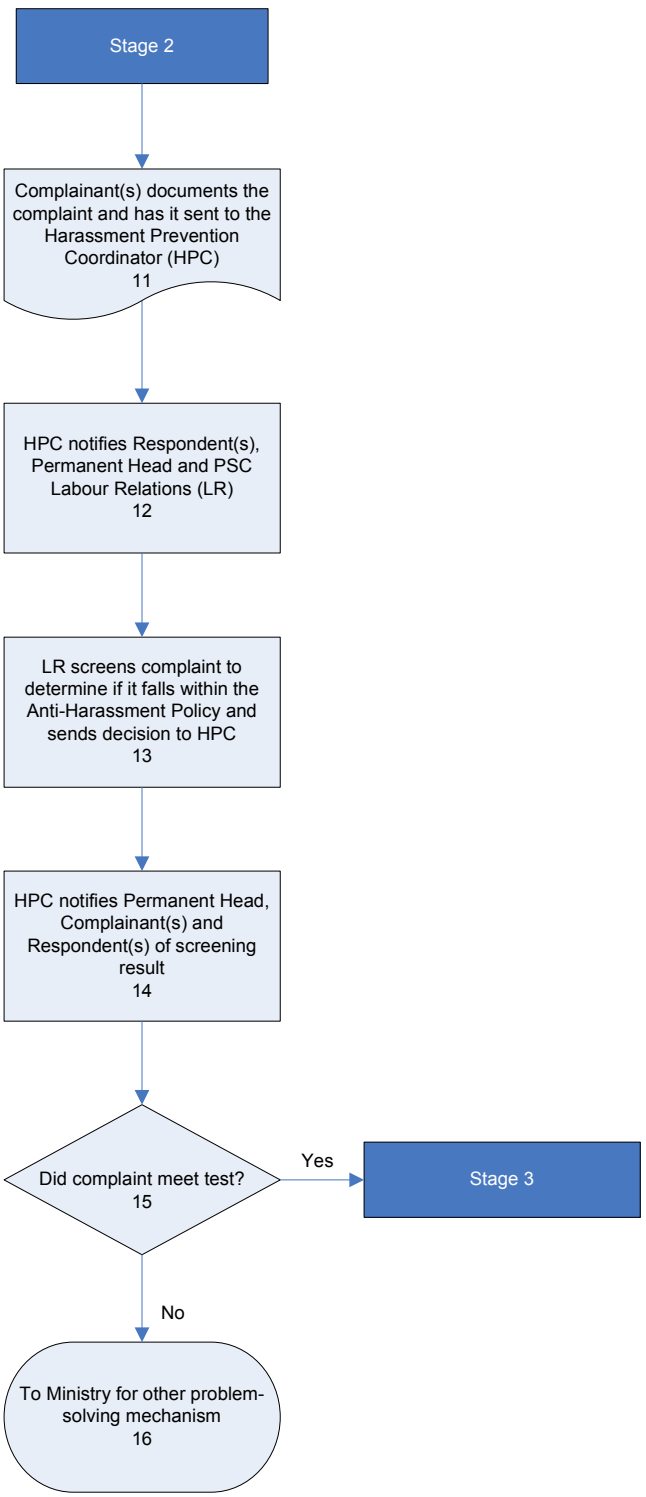 Stage 2
Complainant(s) documents the
complaint and has it sent to the
Harassment Prevention
Coordinator (HPC)
11
HPC notifies Respondent(s),
Permanent Head and PSC
Labour Relations (LR)
12
LR screens complaint to
determine if it falls within the
Anti-Harassment Policy and
sends decision to HPC
13
HPC notifies Permanent Head,
Complainant(s) and
Respondent(s) of screening
result
14
Did complaint meet test?
15
Yes
Stage 3
No
To Ministry for other problem-
solving mechanism
16